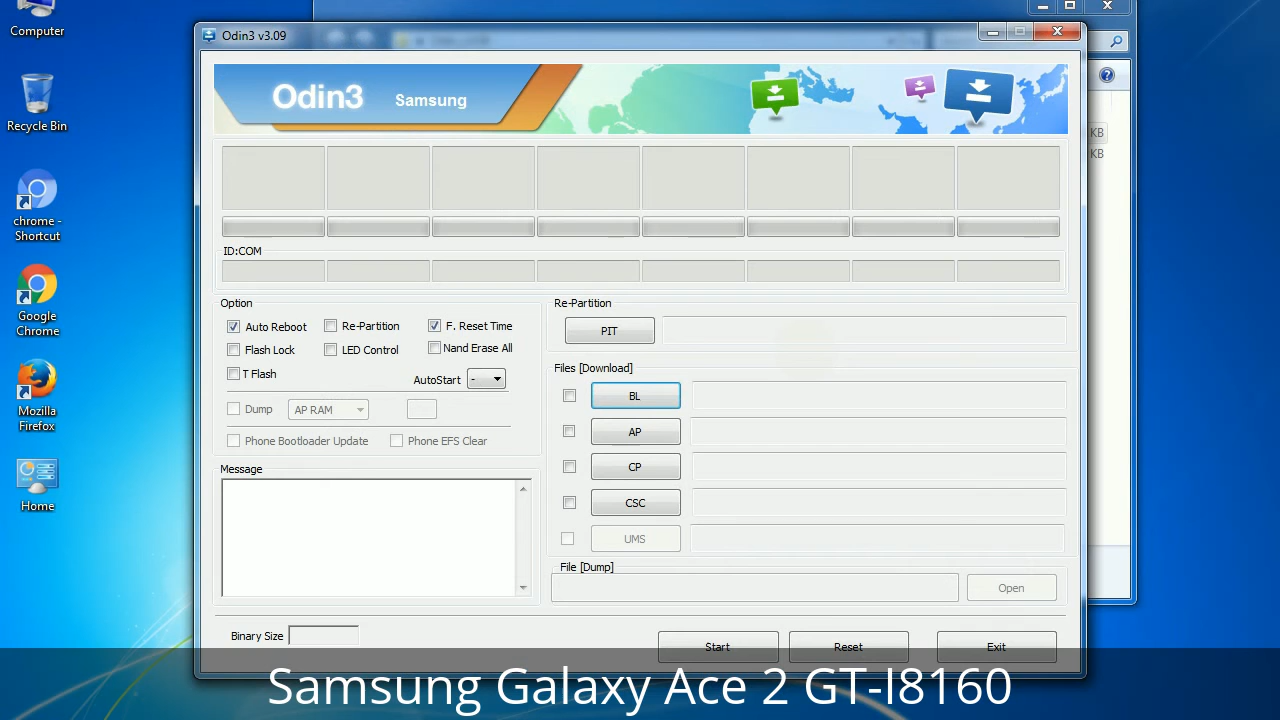 Computer
Recycle Bin
chrome - Shortcut
Google Chrome
Mozilla Firefox
Home
Odin3 v3.09
Odin3 Samsung
KB
KB
ID:COM
Option
Auto Reboot
Re-Partition
F. Reset Time
Flash Lock
LED Control
Nand Erase All
T Flash
AutoStart -
Dump
AP RAM
Phone Bootloader Update
Phone EFS Clear
Message
Re-Partition
PIT
Files [Download]
BL
AP
CP
CSC
UMS
File [Dump]
Open
Binary Size
Start
Reset
Exit
Samsung Galaxy Ace 2 GT-I8160